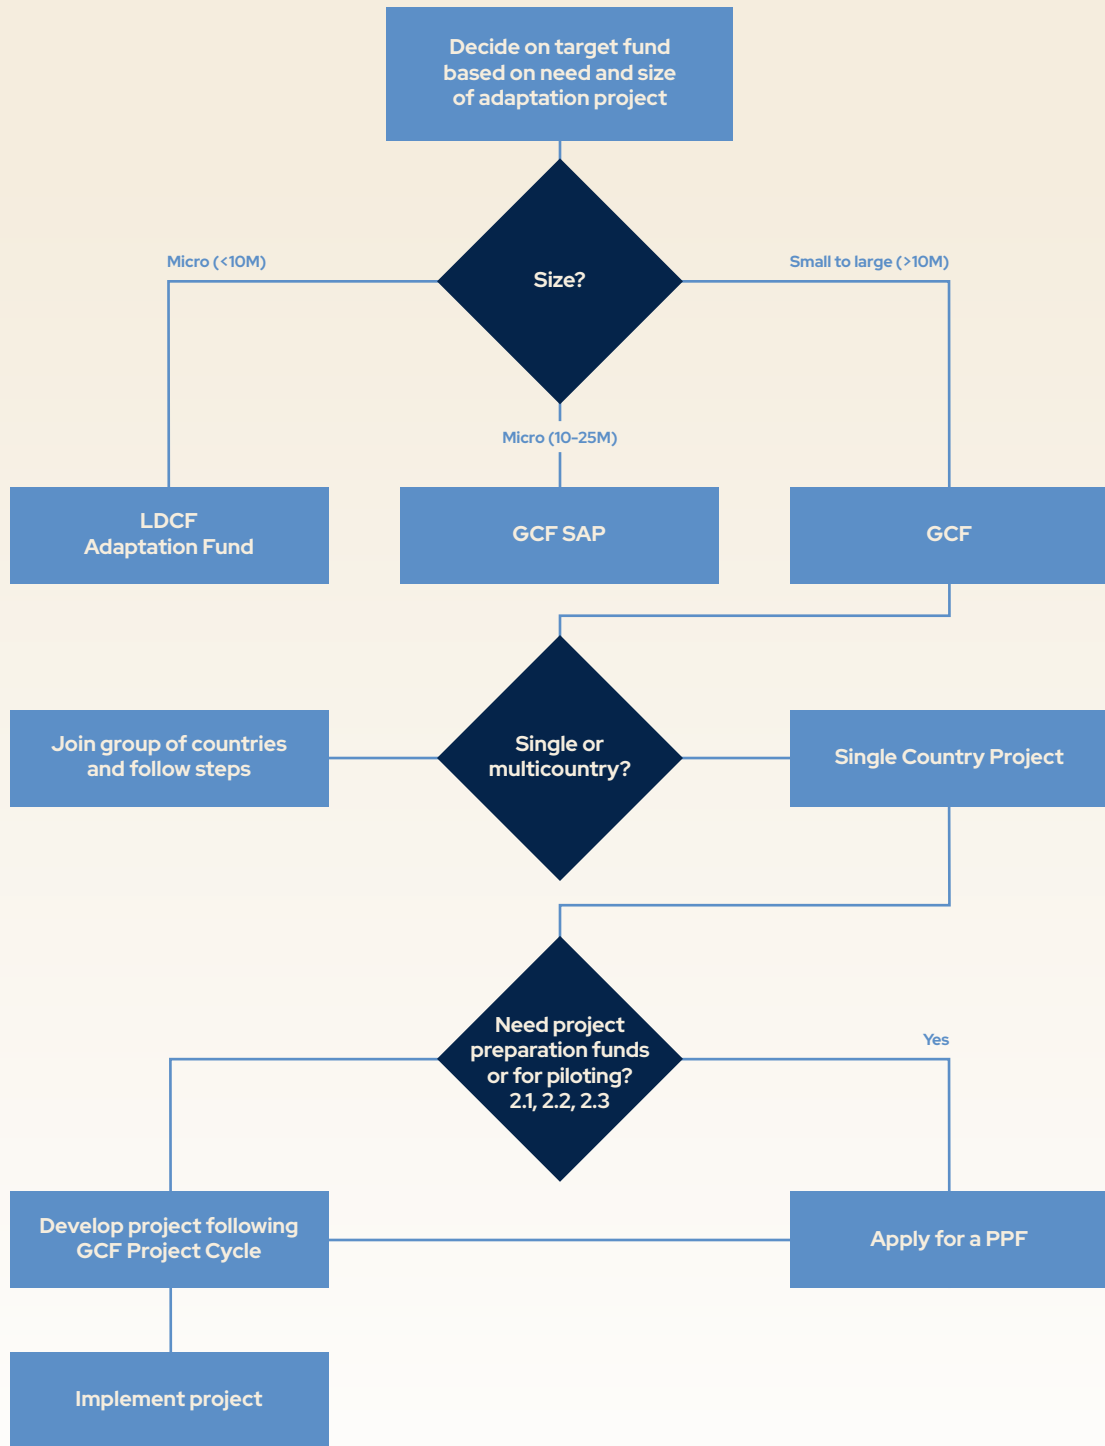 Decide on target fund
based on need and size
of adaptation project
Size?
Micro (<10M)
Small to large (>10M)
Micro (10-25M)
LDCF
Adaptation Fund
GCF SAP
GCF
Join group of countries
and follow steps
Single or
multicountry?
Single Country Project
Need project
preparation funds
or for piloting?
2.1, 2.2, 2.3
Yes
Develop project following
GCF Project Cycle
Apply for a PPF
Implement project